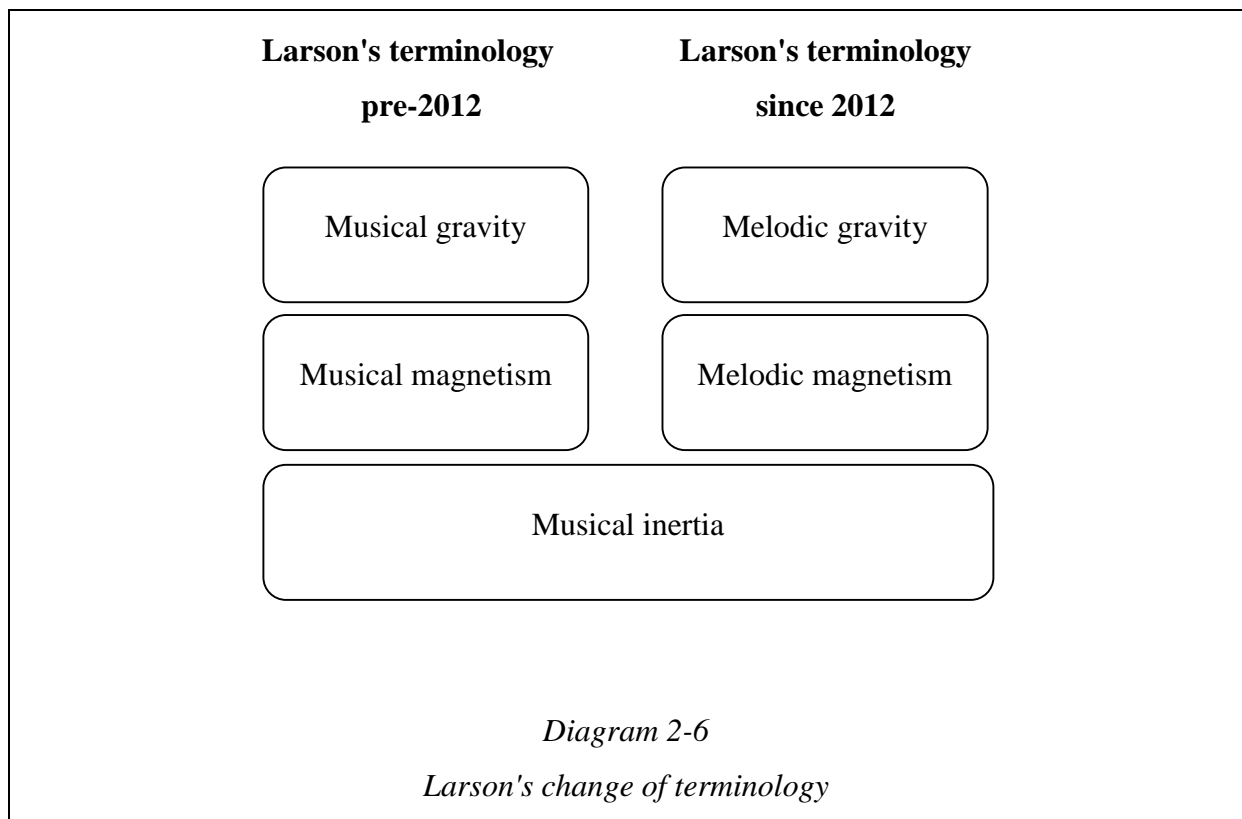 Larson's terminology pre-2012
Larson's terminology since 2012
Musical gravity
Melodic gravity
Musical magnetism
Melodic magnetism
Musical inertia
Diagram 2-6
Larson's change of terminology